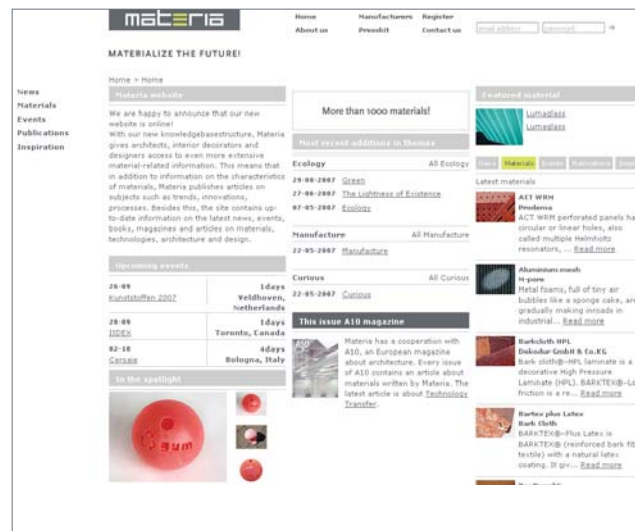 materia
Home
Manufacturers
Register
About us
Presskit
Contact us
email address
password
MATERIALIZE THE FUTURE!
Home > Home
News
Materials
Events
Publications
Inspiration
Materia website
We are happy to announce that our new
website is online!
With our new knowledgebasestructure, Materia
gives architects, interior decorators and
designers access to even more extensive
material-related information. This means that
in addition to information on the characteristics
of materials, Materia publishes articles on
subjects such as trends, innovations,
processes. Besides this, the site contains up-
to-date information on the latest news, events,
books, magazines and articles on materials,
technologies, architecture and design.
Upcoming events
26-09 1days
Kunststoffen 2007 Veldhoven,
Netherlands
28-09 1days
IIDEX Toronto, Canada
02-10 4days
Cersaie Bologna, Italy
In the spotlight
gum
More than 1000 materials!
Most recent additions in Themes
Ecology All Ecology
29-08-2007 Green
27-06-2007 The Lightness of Existence
07-05-2007 Ecology
Manufacture All Manufacture
22-05-2007 Manufacture
Curious All Curious
22-05-2007 Curious
This issue A10 magazine
A10
Materia has a cooperation with
A10, an European magazine
about architecture. Every issue
of A10 contains an article about
materials written by Materia. The
latest article is about Technology
Transfer.
Featured material
Lumaglass
Lumaglass
News Materials Events Publications
Latest materials
ACT WRM
Prodema
ACT WRM perforated panels ha
circular or linear holes, also
called multiple Helmholtz
resonators, ... Read more
Aluminium mesh
N-pore
Metal foams, full of tiny air
bubbles like a sponge cake, are
gradually making inroads in
industrial... Read more
Barkcloth HPL
Dekodur GmbH & Co.KG
Bark cloth®-HPL laminate is a
decorative High Pressure
Laminate (HPL). BARKTEX®-Lo
friction is a re... Read more
Bartex plus Latex
Bark Cloth
BARKTEX®-Plus Latex is
BARKTEX® (reinforced bark fib
textile) with a natural latex
coating. It giv... Read more